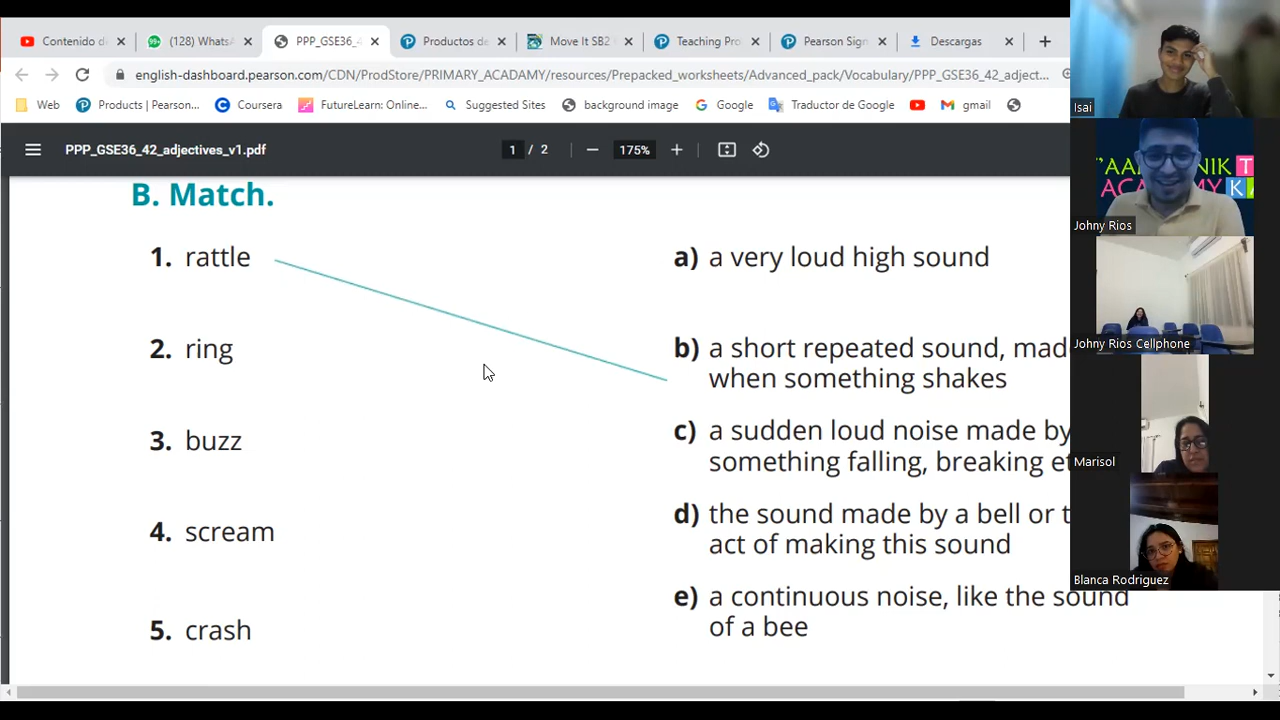 Contenido d
99+
(128) Whats
PPP_GSE36_4
Productos de
Move It SB2
Teaching Pro
Pearson Sign
Descargas
english-dashboard.pearson.com/CDN/ProdStore/PRIMARY_ACADAMY/resources/Prepacked_worksheets/Advanced_pack/Vocabulary/PPP_GSE36_42_adject...
Web
Products | Pearson...
Coursera
FutureLearn: Online...
Suggested Sites
background image
Google
Traductor de Google
gmail
PPP_GSE36_42_adjectives_v1.pdf
1 / 2
175%
B. Match.
1. rattle
a) a very loud high sound
2. ring
b) a short repeated sound, mad
when something shakes
3. buzz
c) a sudden loud noise made by
something falling, breaking et
4. scream
d) the sound made by a bell or t
act of making this sound
5. crash
e) a continuous noise, like the sound
of a bee
Isai
NIK T
ACADEMY K
Johny Rios
Johny Rios Cellphone
Marisol
Blanca Rodriguez